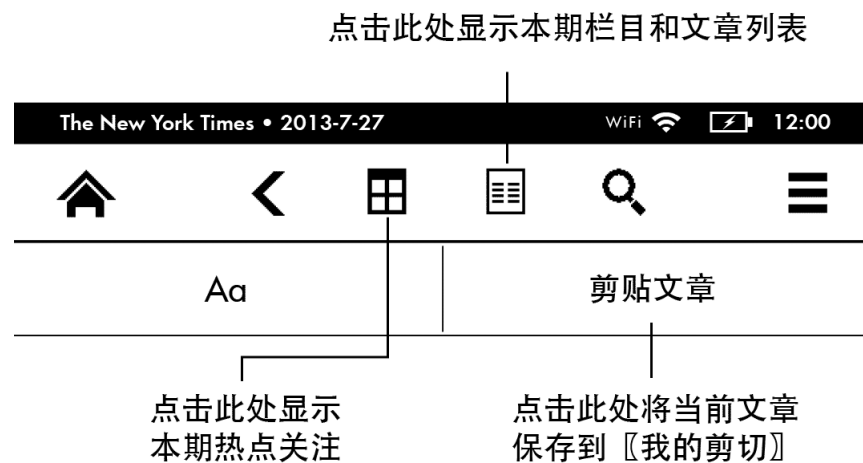 点击此处显示本期栏目和文章列表
The New York Times • 2013-7-27 WiFi 12:00
Aa 剪贴文章
点击此处显示
本期热点关注
点击此处将当前文章
保存到〖我的剪切〗